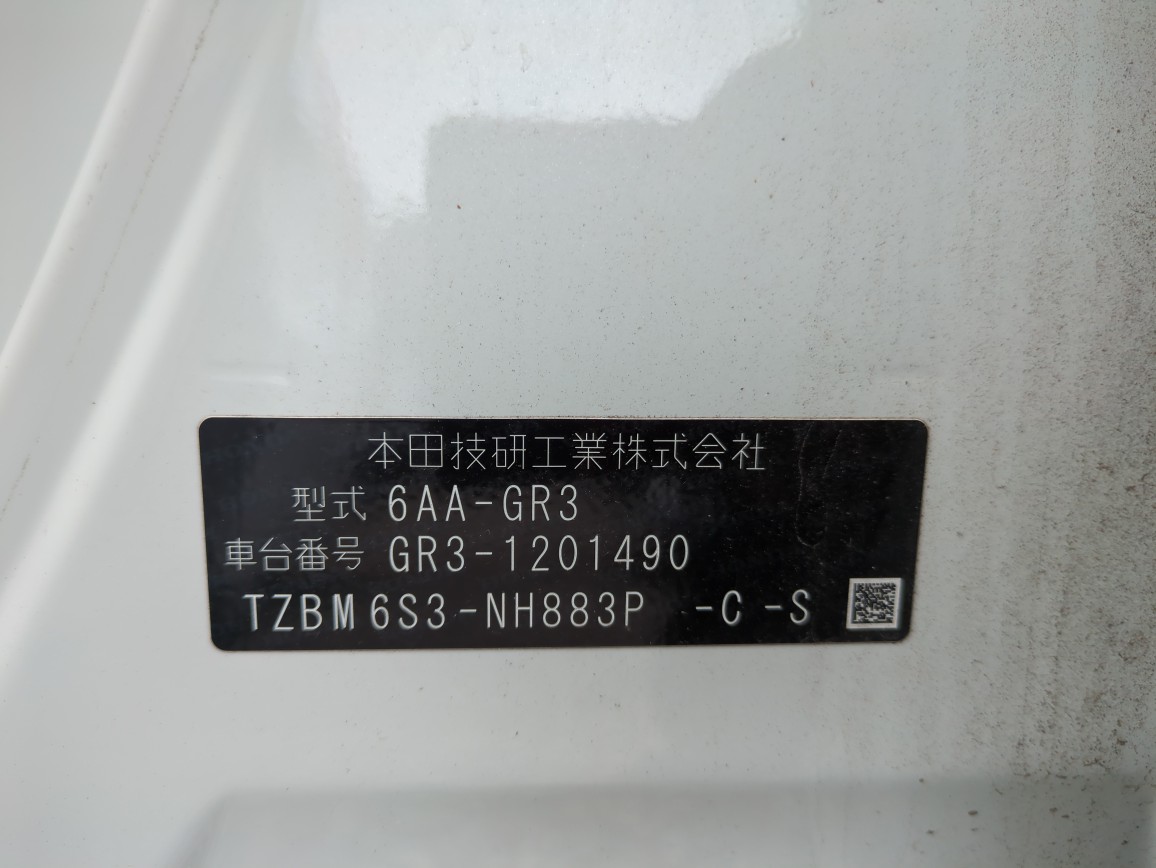 本田技研工業株式会社
型式 6AA-GR3
車台番号 GR3-1201490
TZBM6S3-NH883P -C -S